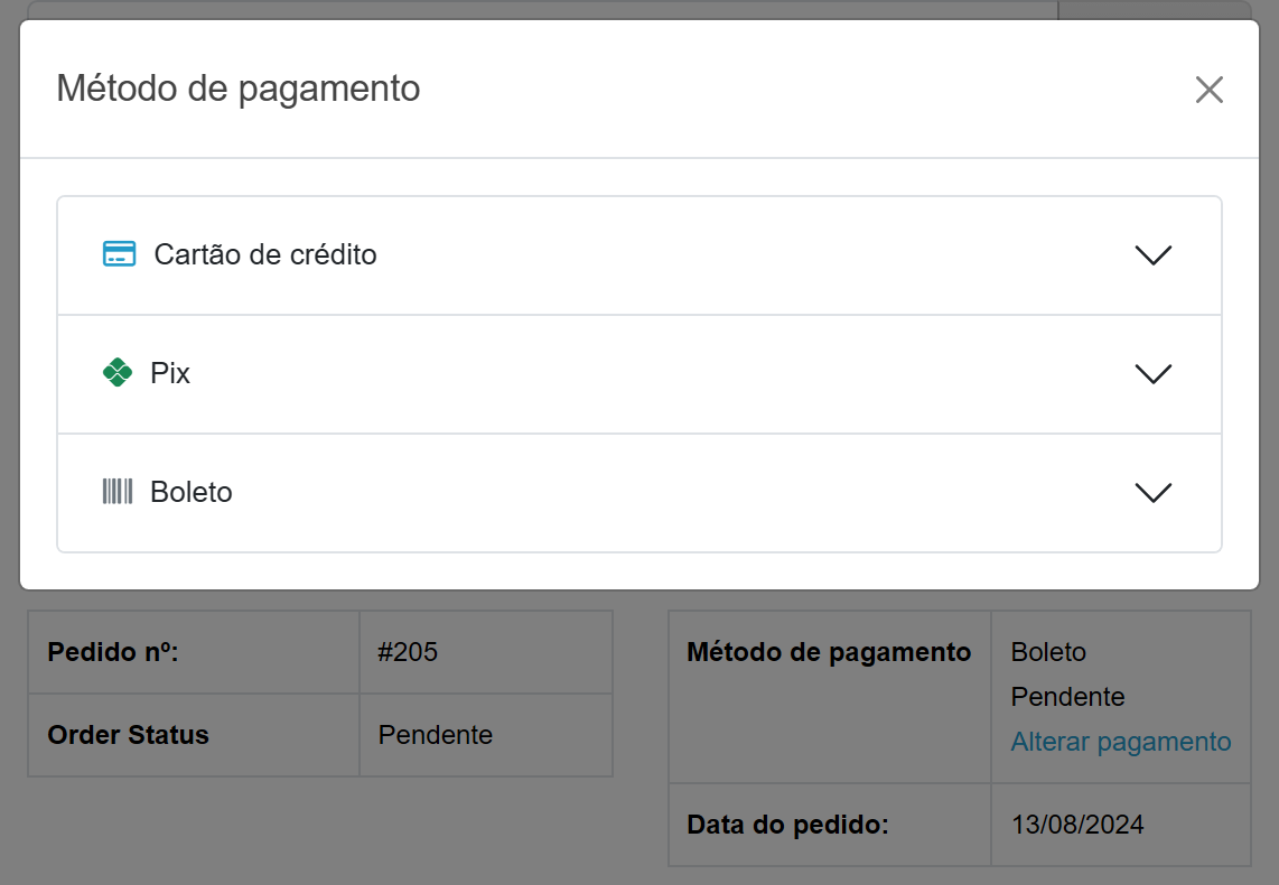 Método de pagamento
Cartão de crédito
Pix
Boleto
Pedido nº: #205
Order Status Pendente
Método de pagamento Boleto
Pendente
Alterar pagamento
Data do pedido: 13/08/2024